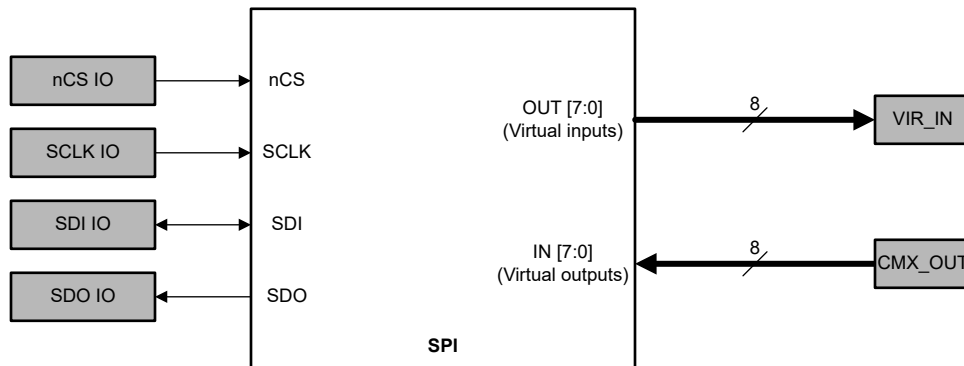 nCS IO
nCS
SCLK IO
SCLK
SDI IO
SDI
SDO IO
SDO
OUT [7:0]
(Virtual inputs)
8
VIR_IN
IN [7:0]
(Virtual outputs)
8
CMX_OUT
SPI